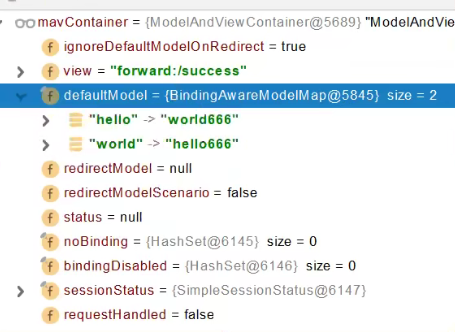 mavContainer = {ModelAndViewContainer@5689} "ModelAndVie
f ignoreDefaultModelOnRedirect = true
f view = "forward:/success"
f defaultModel = {BindingAwareModelMap@5845} size = 2
"hello" -> "world666"
"world" -> "hello666"
f redirectModel = null
f redirectModelScenario = false
f status = null
f noBinding = {HashSet@6145} size = 0
f bindingDisabled = {HashSet@6146} size = 0
f sessionStatus = {SimpleSessionStatus@6147}
f requestHandled = false